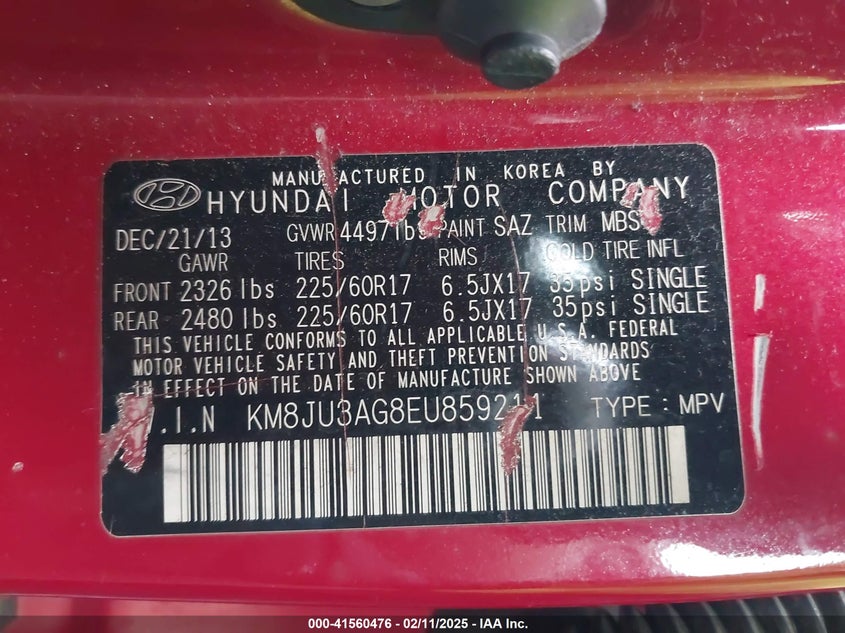 MANUFACTURED IN KOREA BY
HYUNDAI MOTOR COMPANY
DEC/21/13 GVWR 4497lbs PAINT SAZ TRIM MBS
GAWR TIRES RIMS COLD TIRE INFL
FRONT 2326 lbs 225/60R17 6.5JX17 35psi SINGLE
REAR 2480 lbs 225/60R17 6.5JX17 35psi SINGLE
THIS VEHICLE CONFORMS TO ALL APPLICABLE U.S.A. FEDERAL
MOTOR VEHICLE SAFETY AND THEFT PREVENTION STANDARDS
IN EFFECT ON THE DATE OF MANUFACTURE SHOWN ABOVE
V.I.N KM8JU3AG8EU859211 TYPE: MPV
000-41560476 - 02/11/2025 - IAA Inc.